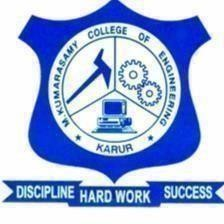 M.KUMARASAMY COLLEGE OF ENGINEERING
KARUR
DISCIPLINE HARD WORK SUCCESS